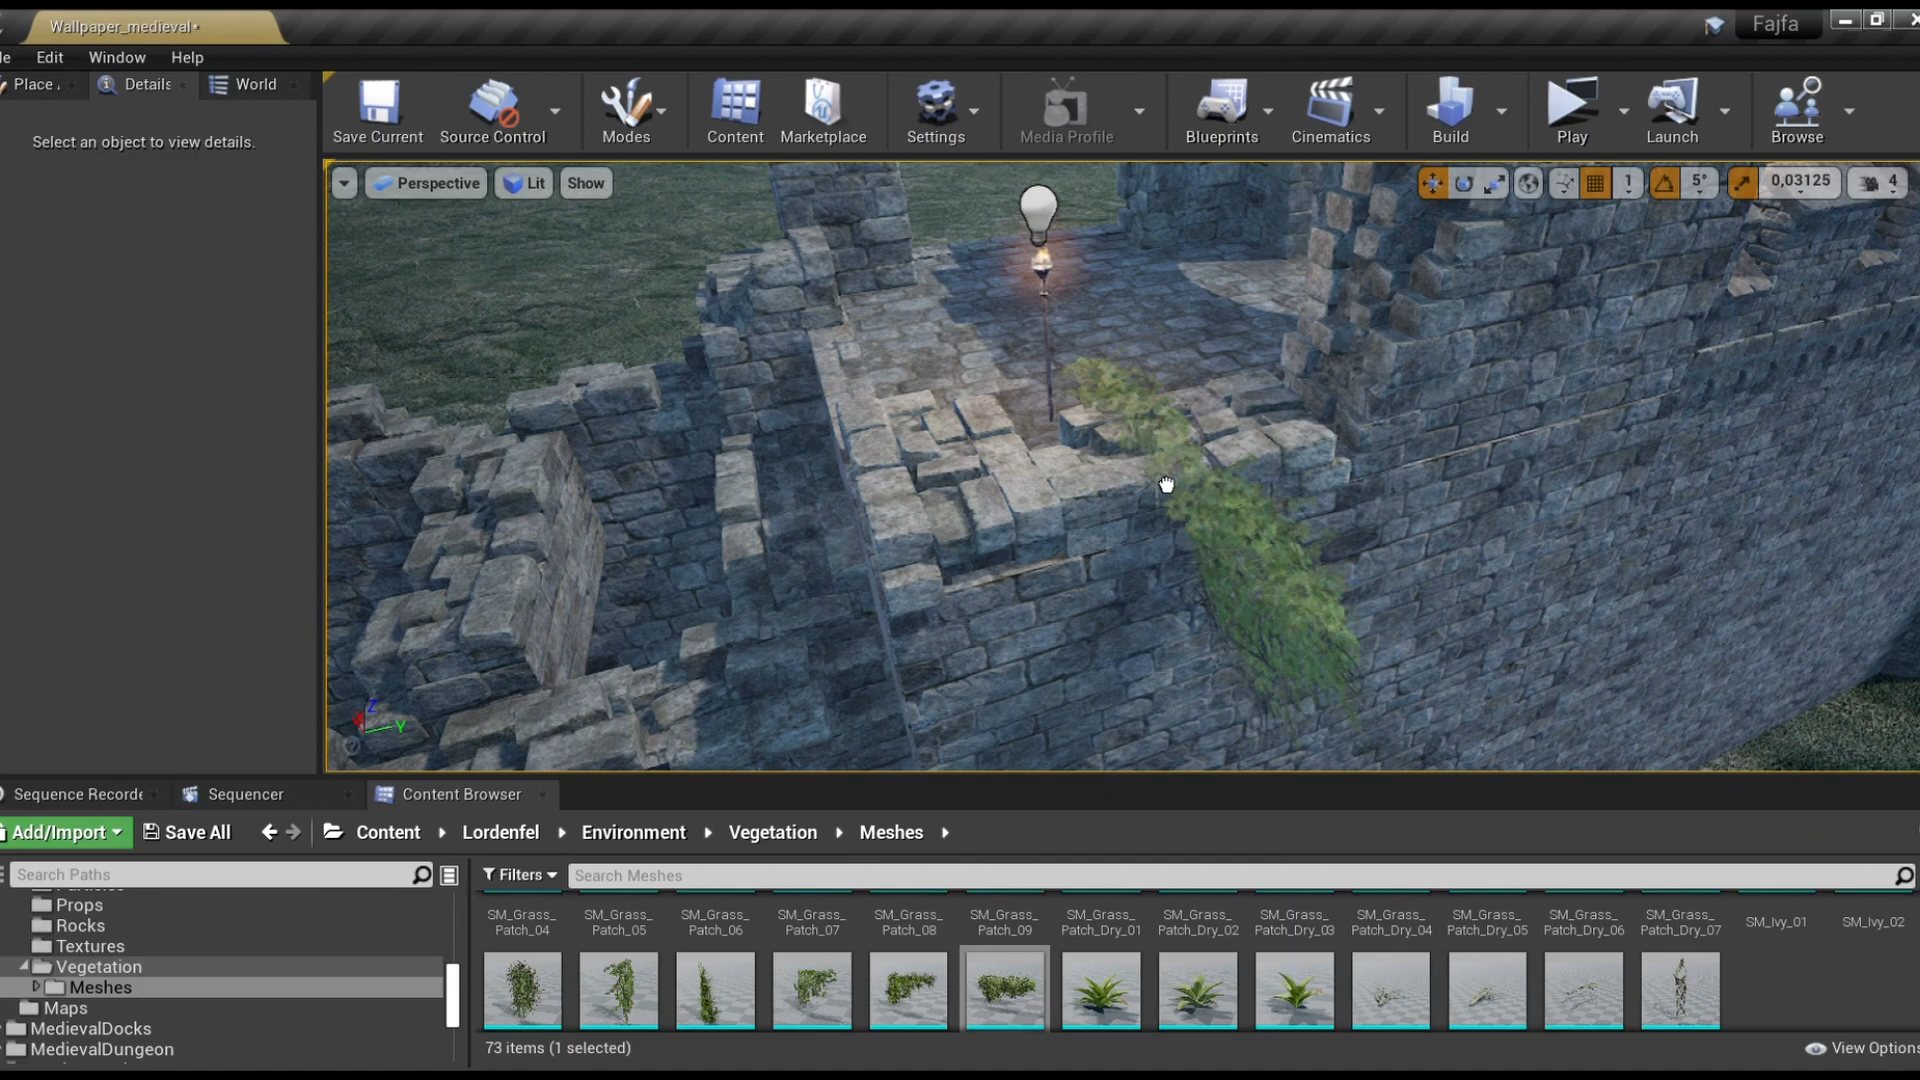 Wallpaper_medieval*
Fajfa
Edit Window Help
Place Details World
Select an object to view details.
Save Current Source Control Modes Content Marketplace Settings Media Profile Blueprints Cinematics Build Play Launch Browse
Perspective Lit Show
1 5° 0,03125 4
Z
X Y
Sequence Recorde Sequencer Content Browser
Add/Import Save All Content Lordenfel Environment Vegetation Meshes
Search Paths
Filters Search Meshes
Props
Rocks
Textures
Vegetation
Meshes
Maps
MedievalDocks
MedievalDungeon
SM_Grass_ SM_Grass_ SM_Grass_ SM_Grass_ SM_Grass_ SM_Grass_ SM_Grass_ SM_Grass_ SM_Grass_ SM_Grass_ SM_Grass_ SM_Grass_ SM_Grass_ SM_Ivy_01 SM_Ivy_02
Patch_04 Patch_05 Patch_06 Patch_07 Patch_08 Patch_09 Patch_Dry_01 Patch_Dry_02 Patch_Dry_03 Patch_Dry_04 Patch_Dry_05 Patch_Dry_06 Patch_Dry_07
73 items (1 selected)
View Options